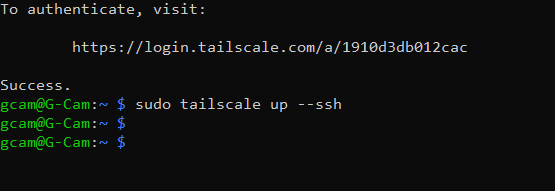 To authenticate, visit:
https://login.tailscale.com/a/1910d3db012cac
Success.
gcam@G-Cam:~ $ sudo tailscale up --ssh
gcam@G-Cam:~ $
gcam@G-Cam:~ $